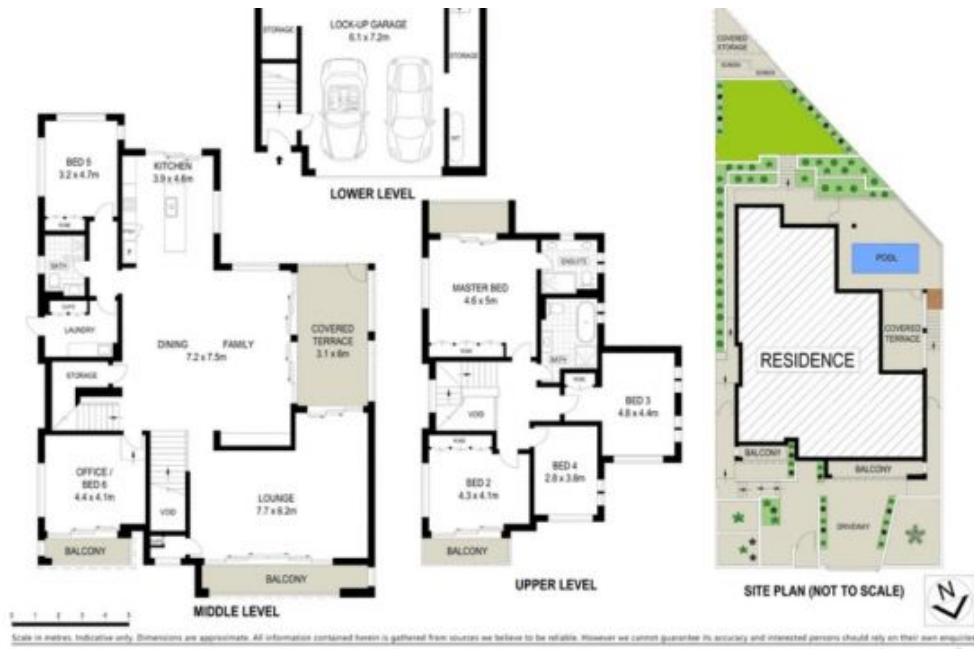 STORAGE
LOCK-UP GARAGE
6.1 x 7.2m
STORAGE
LOWER LEVEL
BED 5
3.2 x 4.7m
KITCHEN
3.9 x 4.6m
BATH
LAUNDRY
STORAGE
DINING FAMILY
7.2 x 7.5m
COVERED
TERRACE
3.1 x 6m
OFFICE /
BED 6
4.4 x 4.1m
VOID
LOUNGE
7.7 x 6.2m
BALCONY
BALCONY
MIDDLE LEVEL
MASTER BED
4.6 x 5m
ENSUITE
BATH
VOID
BED 3
4.8 x 4.4m
BED 2
4.3 x 4.1m
BED 4
2.8 x 3.8m
BALCONY
UPPER LEVEL
COVERED
STORAGE
POOL
COVERED
TERRACE
RESIDENCE
BALCONY
BALCONY
DRIVEWAY
SITE PLAN (NOT TO SCALE)
N
Scale in metres. Indicative only. Dimensions are approximate. All information contained herein is gathered from sources we believe to be reliable. However we cannot guarantee its accuracy and interested persons should rely on their own enquiries